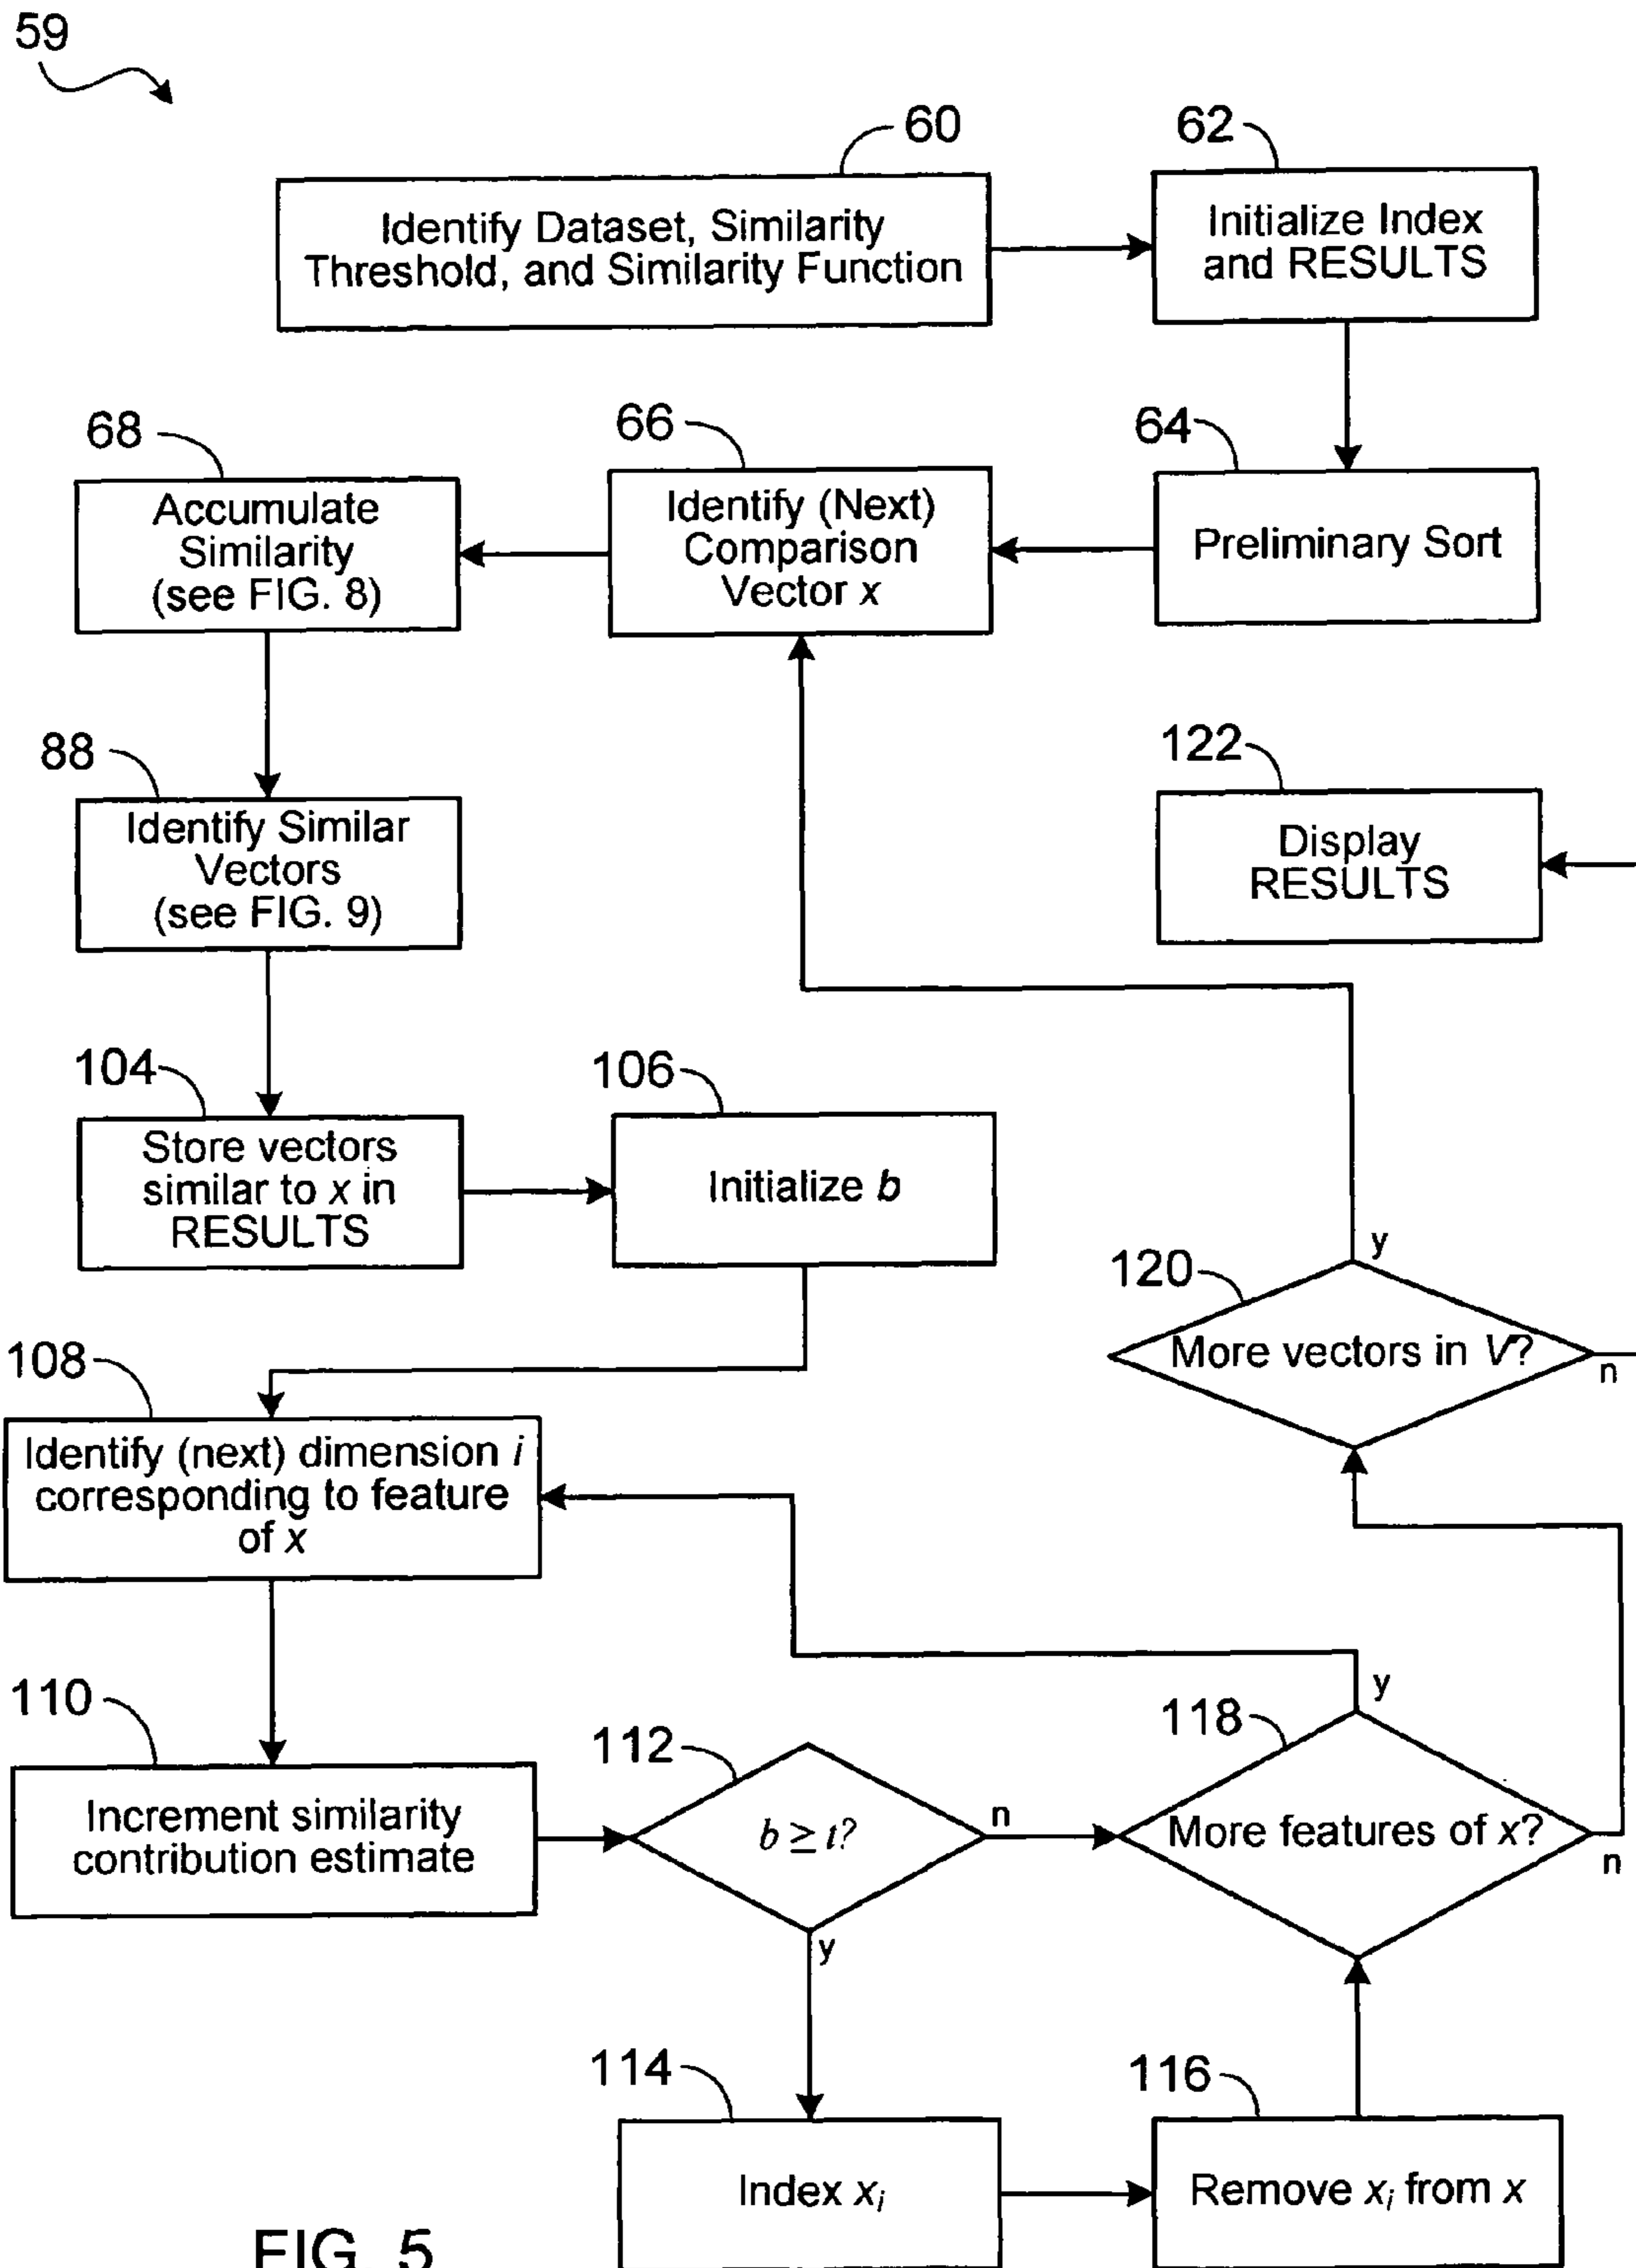 59
60
Identify Dataset, Similarity
Threshold, and Similarity Function
62
Initialize Index
and RESULTS
68
Accumulate
Similarity
(see FIG. 8)
66
Identify (Next)
Comparison
Vector x
64
Preliminary Sort
88
Identify Similar
Vectors
(see FIG. 9)
122
Display
RESULTS
104
Store vectors
similar to x in
RESULTS
106
Initialize b
y
120
More vectors in V?
n
108
Identify (next) dimension i
corresponding to feature
of x
110
Increment similarity
contribution estimate
112
b ≥ t?
n
y
y
118
More features of x?
n
114
Index xᵢ
116
Remove xᵢ from x
FIG. 5